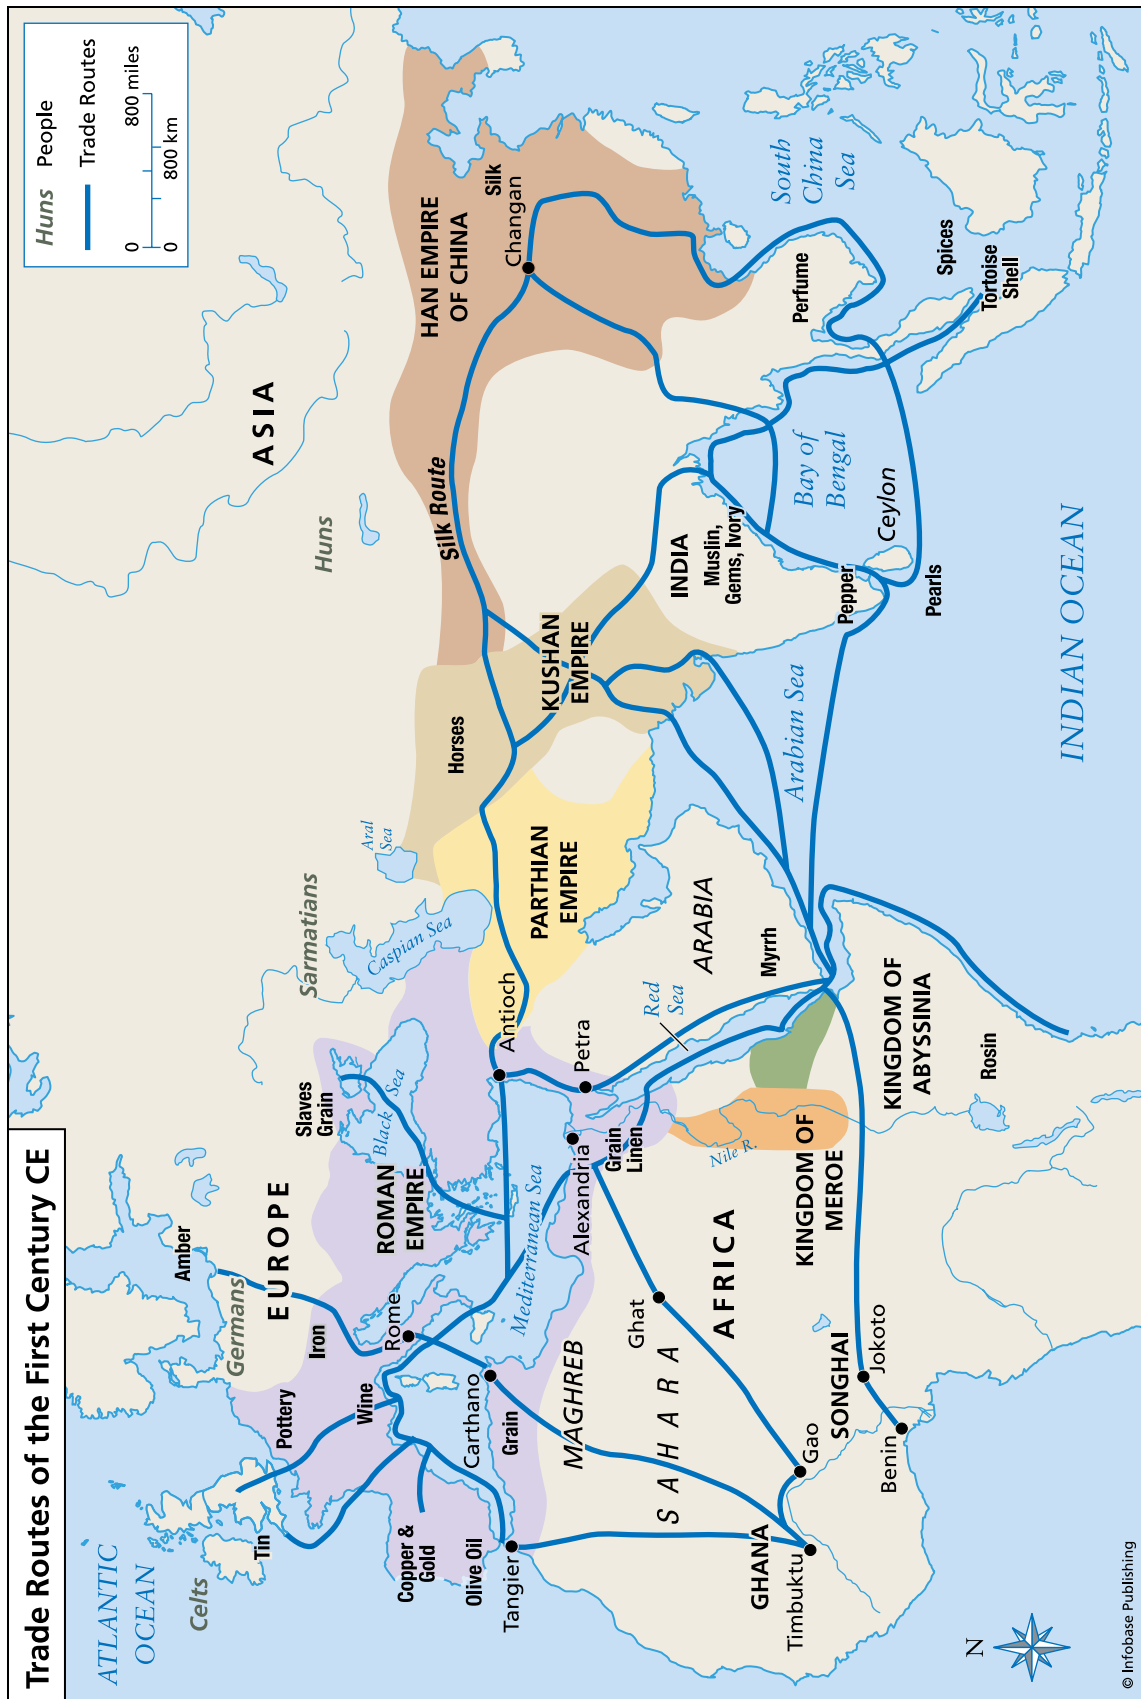 Trade Routes of the First Century CE
Huns People
Trade Routes
0 800 miles
0 800 km
ATLANTIC
OCEAN
Celts
Tin
Pottery
Wine
Iron
Germans
Amber
EUROPE
Rome
ROMAN
EMPIRE
Slaves
Grain
Black Sea
Sarmatians
Caspian Sea
Aral
Sea
Huns
ASIA
Horses
Silk Route
HAN EMPIRE
OF CHINA
Silk
Changan
Copper &
Gold
Olive Oil
Tangier
Carthano
Grain
MAGHREB
Mediterranean Sea
Alexandria
Grain
Linen
Antioch
Petra
PARTHIAN
EMPIRE
KUSHAN
EMPIRE
INDIA
Muslin,
Gems, Ivory
Pepper
Ceylon
Pearls
Bay of
Bengal
Perfume
South
China
Sea
Spices
Tortoise
Shell
Arabian Sea
ARABIA
Myrrh
Red
Sea
Nile R.
KINGDOM OF
MEROE
KINGDOM OF
ABYSSINIA
Rosin
AFRICA
SAHARA
Ghat
Gao
GHANA
Timbuktu
SONGHAI
Jokoto
Benin
INDIAN OCEAN
N
© Infobase Publishing